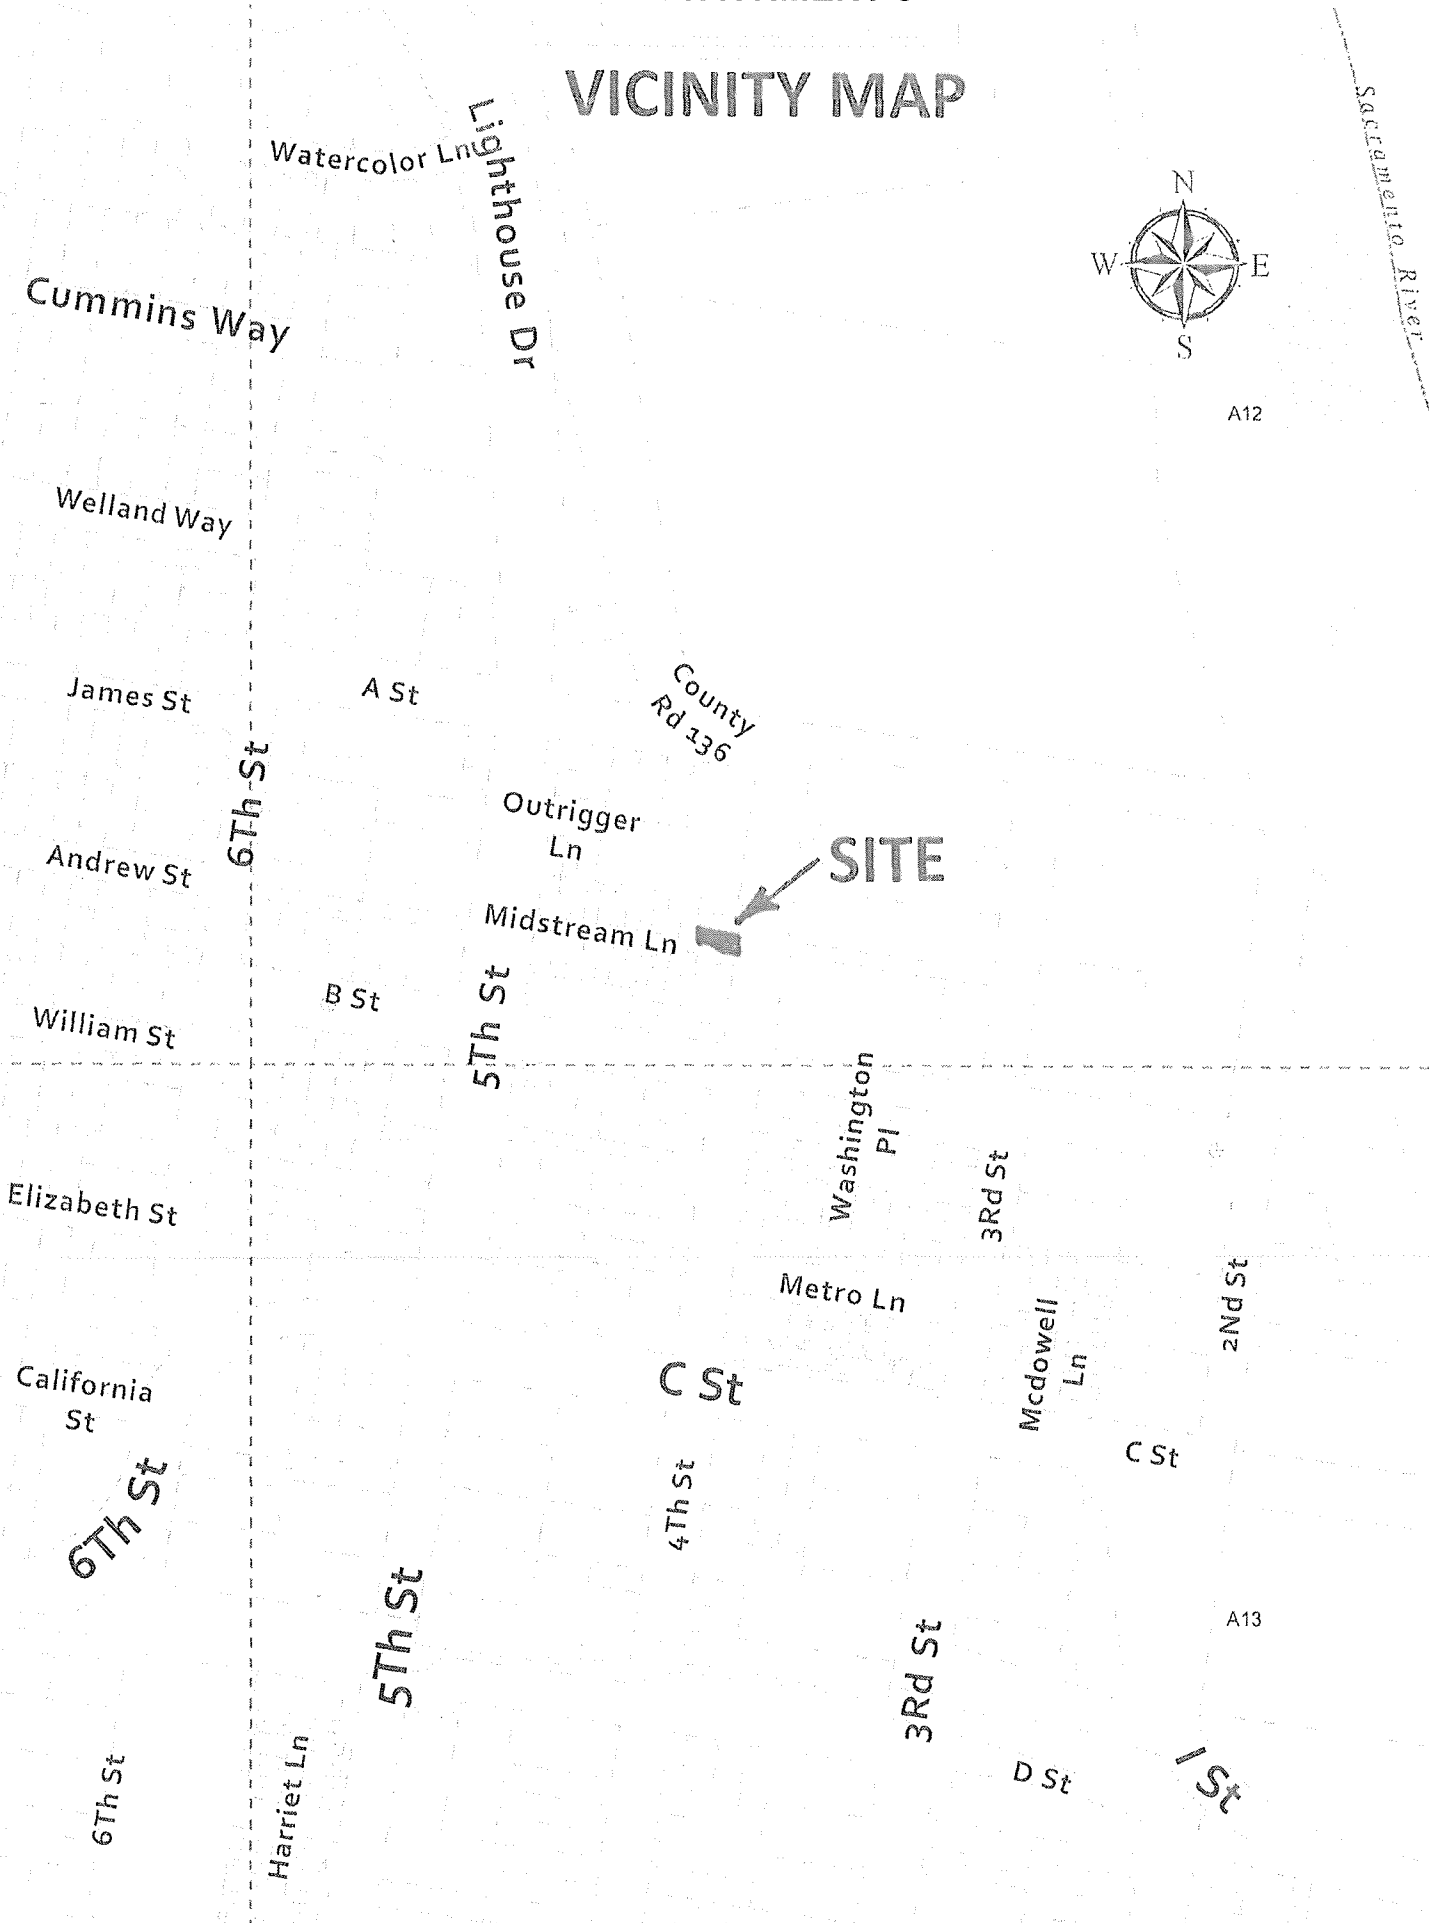 VICINITY MAP
Sacramento River
Watercolor Ln
Lighthouse Dr
N
W
E
S
Cummins Way
A12
Welland Way
James St
A St
County
Rd 136
6Th St
Outrigger
Ln
SITE
Andrew St
Midstream Ln
5Th St
B St
William St
Washington
Pl
3Rd St
Elizabeth St
2Nd St
Metro Ln
Mcdowell
Ln
C St
California
St
C St
4Th St
6Th St
5Th St
A13
3Rd St
I St
D St
6Th St
Harriet Ln